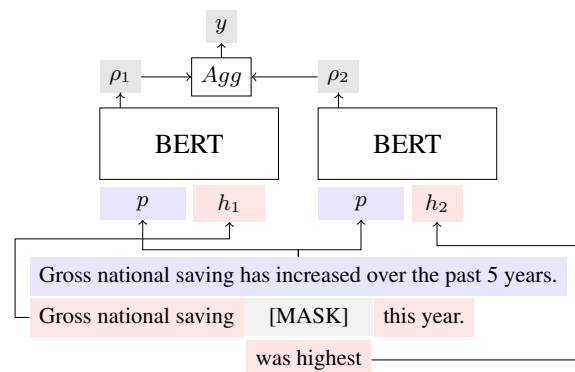 y
ρ1 Agg ρ2
BERT BERT
p h1 p h2
Gross national saving has increased over the past 5 years.
Gross national saving [MASK] this year.
was highest